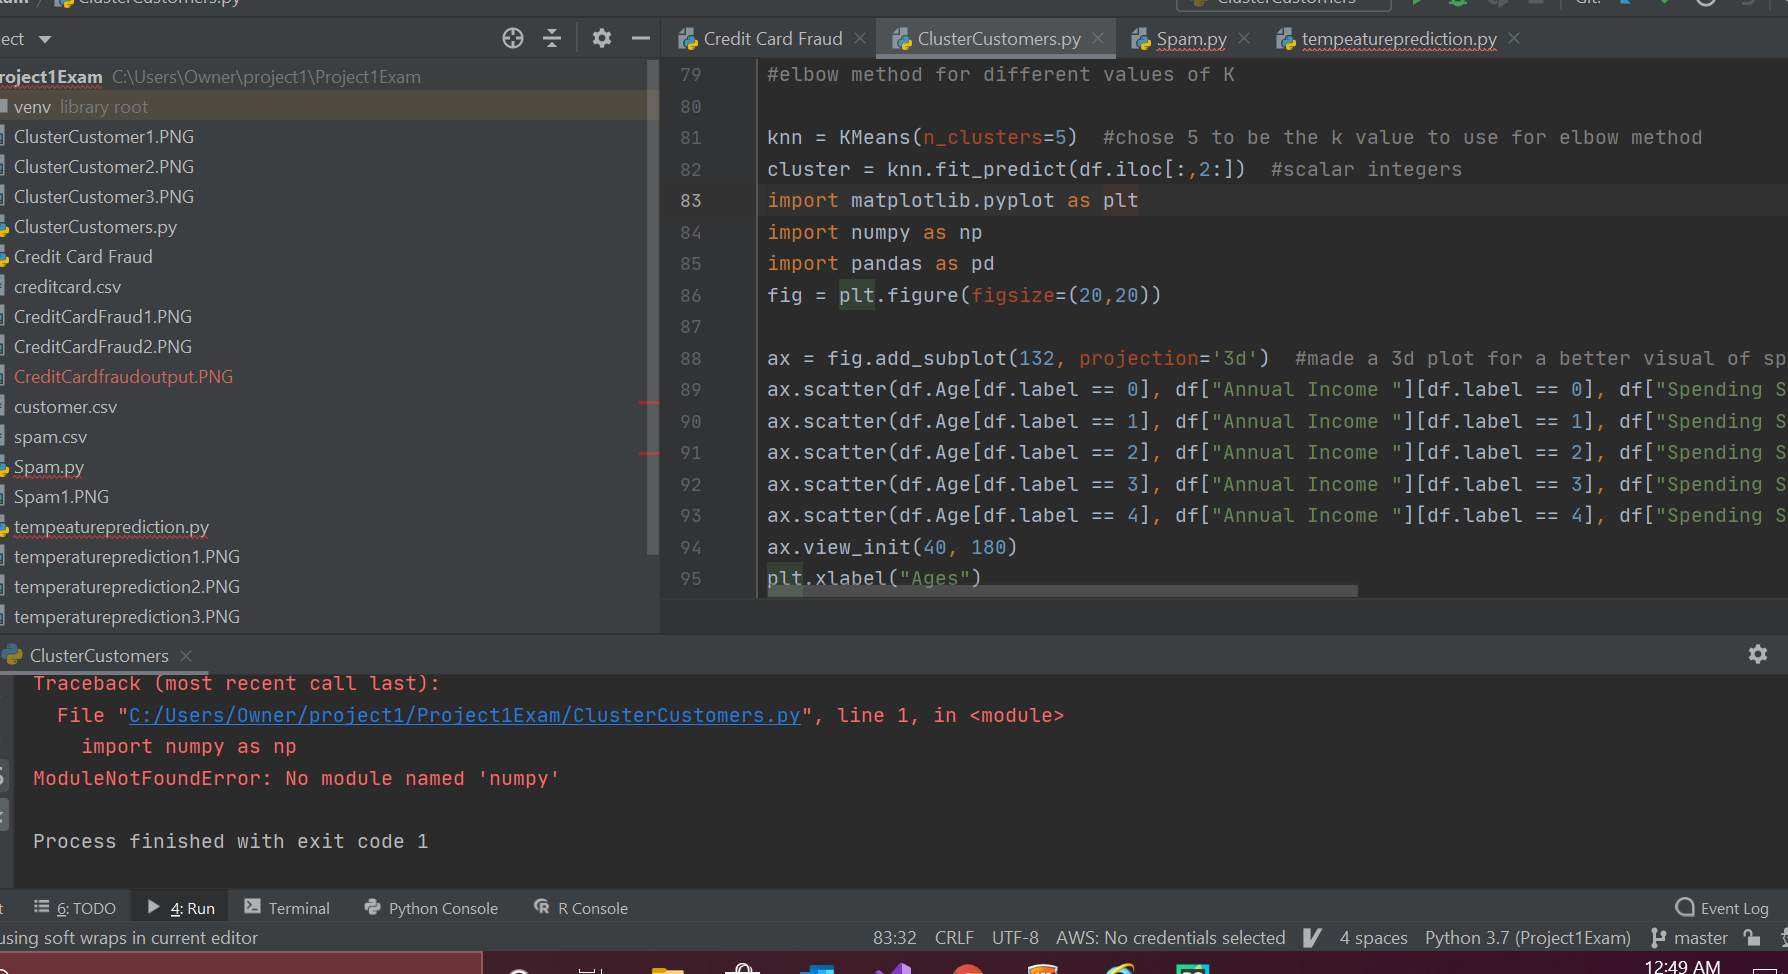 ClusterCustomers.py
ClusterCustomers
Git:
ect
Credit Card Fraud
ClusterCustomers.py
Spam.py
tempeatureprediction.py
roject1Exam C:\Users\Owner\project1\Project1Exam
venv library root
ClusterCustomer1.PNG
ClusterCustomer2.PNG
ClusterCustomer3.PNG
ClusterCustomers.py
Credit Card Fraud
creditcard.csv
CreditCardFraud1.PNG
CreditCardFraud2.PNG
CreditCardfraudoutput.PNG
customer.csv
spam.csv
Spam.py
Spam1.PNG
tempeatureprediction.py
temperatureprediction1.PNG
temperatureprediction2.PNG
temperatureprediction3.PNG
79 #elbow method for different values of K
80
81 knn = KMeans(n_clusters=5)  #chose 5 to be the k value to use for elbow method
82 cluster = knn.fit_predict(df.iloc[:,2:])  #scalar integers
83 import matplotlib.pyplot as plt
84 import numpy as np
85 import pandas as pd
86 fig = plt.figure(figsize=(20,20))
87
88 ax = fig.add_subplot(132, projection='3d')  #made a 3d plot for a better visual of sp
89 ax.scatter(df.Age[df.label == 0], df["Annual Income "][df.label == 0], df["Spending S
90 ax.scatter(df.Age[df.label == 1], df["Annual Income "][df.label == 1], df["Spending S
91 ax.scatter(df.Age[df.label == 2], df["Annual Income "][df.label == 2], df["Spending S
92 ax.scatter(df.Age[df.label == 3], df["Annual Income "][df.label == 3], df["Spending S
93 ax.scatter(df.Age[df.label == 4], df["Annual Income "][df.label == 4], df["Spending S
94 ax.view_init(40, 180)
95 plt.xlabel("Ages")
ClusterCustomers
Traceback (most recent call last):
File "C:/Users/Owner/project1/Project1Exam/ClusterCustomers.py", line 1, in <module>
import numpy as np
ModuleNotFoundError: No module named 'numpy'
Process finished with exit code 1
6: TODO
4: Run
Terminal
Python Console
R Console
Event Log
using soft wraps in current editor
83:32 CRLF UTF-8 AWS: No credentials selected 4 spaces Python 3.7 (Project1Exam) master
12:49 AM